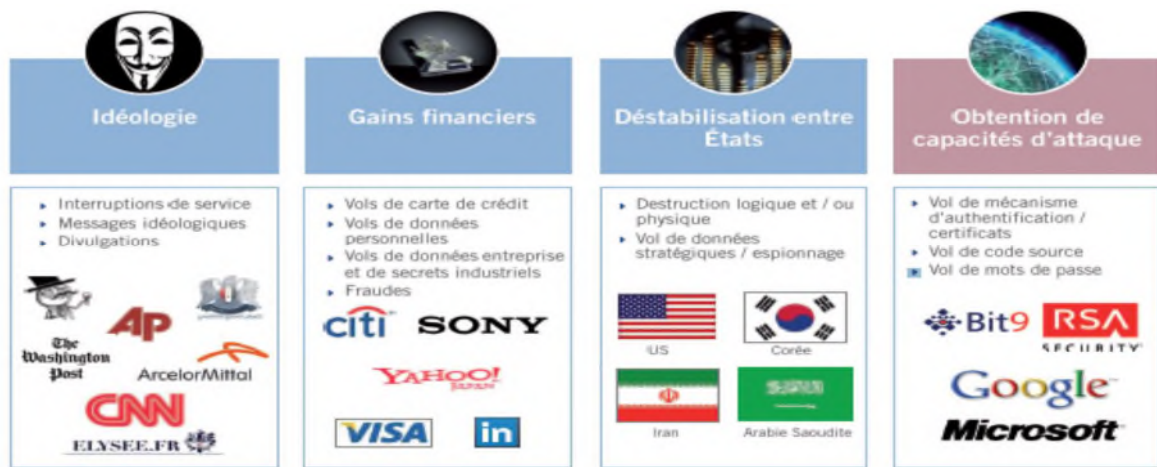 Idéologie
Interruptions de service
Messages idéologiques
Divulgations
AP
The
Washington
Post
ArcelorMittal
CNN
ELYSEE.FR
Gains financiers
Vols de carte de crédit
Vols de données
personnelles
Vols de données entreprise
et de secrets industriels
Fraudes
citi
SONY
YAHOO!
JAPAN
VISA
in
Déstabilisation entre
États
Destruction logique et / ou
physique
Vol de données
stratégiques / espionnage
US
Corée
Iran
Arabie Saoudite
Obtention de
capacités d'attaque
Vol de mécanisme
d'authentification /
certificats
Vol de code source
Vol de mots de passe
Bit9
RSA
SECURITY
Google
Microsoft